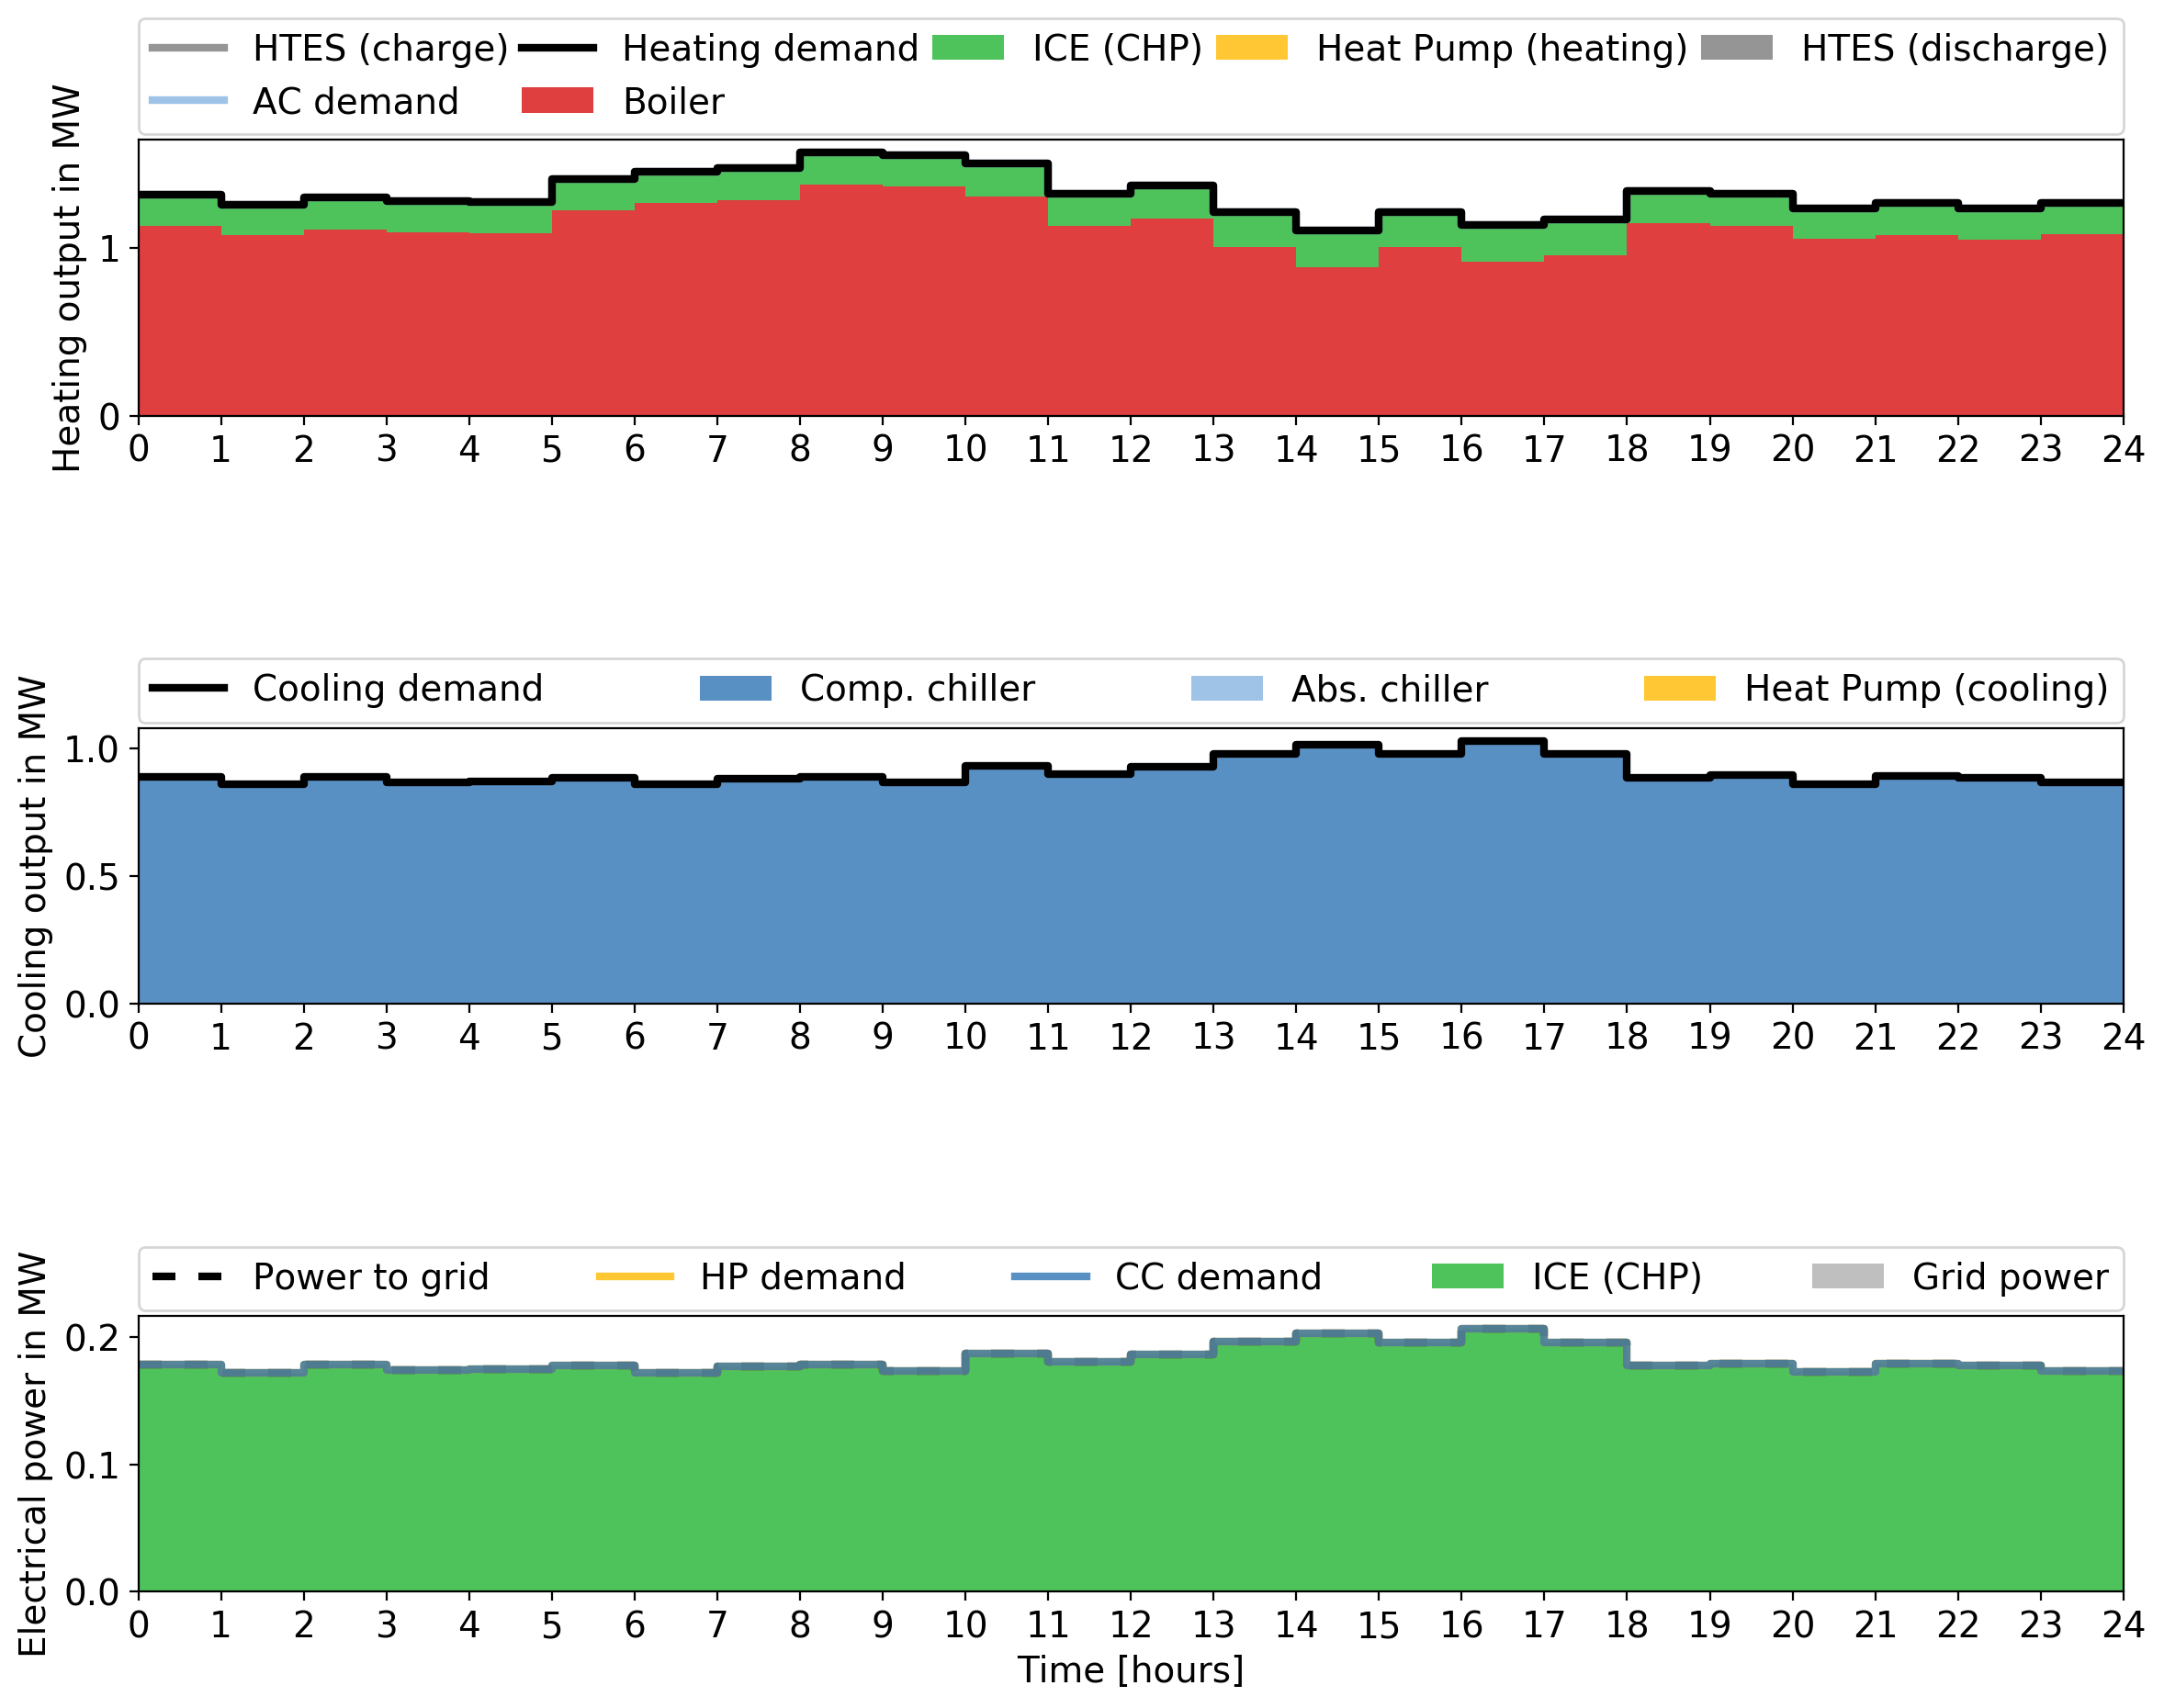 HTES (charge) Heating demand ICE (CHP) Heat Pump (heating) HTES (discharge)
AC demand Boiler
Heating output in MW
1
0
0 1 2 3 4 5 6 7 8 9 10 11 12 13 14 15 16 17 18 19 20 21 22 23 24
Cooling demand Comp. chiller Abs. chiller Heat Pump (cooling)
Cooling output in MW
1.0
0.5
0.0
0 1 2 3 4 5 6 7 8 9 10 11 12 13 14 15 16 17 18 19 20 21 22 23 24
Power to grid HP demand CC demand ICE (CHP) Grid power
Electrical power in MW
0.2
0.1
0.0
0 1 2 3 4 5 6 7 8 9 10 11 12 13 14 15 16 17 18 19 20 21 22 23 24
Time [hours]